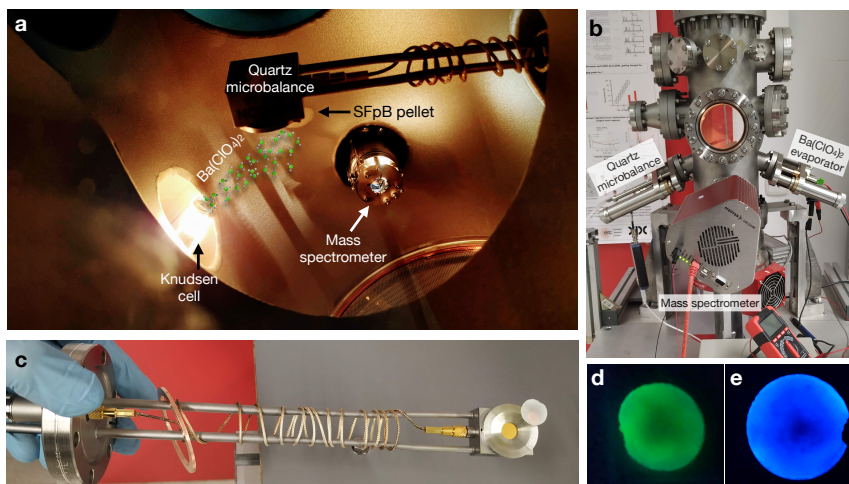 a
Quartz
microbalance
SFpB pellet
Ba(ClO₄)₂
Mass
spectrometer
Knudsen
cell
b
Quartz
microbalance
Ba(ClO₄)₂
evaporator
Mass spectrometer
c
d
e